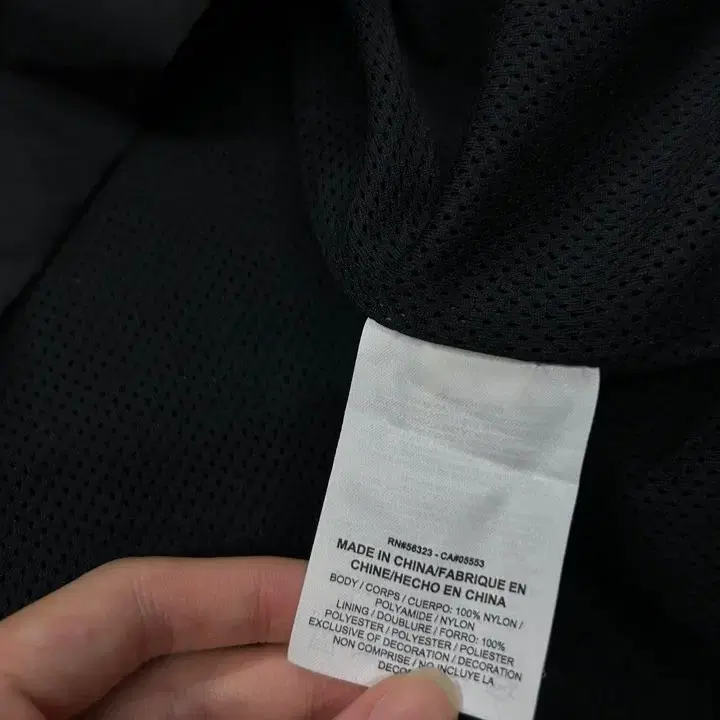 RN#56323 - CA#05553
MADE IN CHINA/FABRIQUE EN
CHINE/HECHO EN CHINA
BODY / CORPS / CUERPO: 100% NYLON /
POLYAMIDE / NYLON
LINING / DOUBLURE / FORRO: 100%
POLYESTER / POLYESTER / POLIESTER
EXCLUSIVE OF DECORATION / DECORATION
NON COMPRISE / NO INCLUYE LA